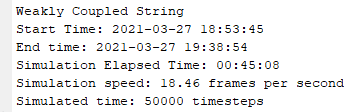 Weakly Coupled String
Start Time: 2021-03-27 18:53:45
End time: 2021-03-27 19:38:54
Simulation Elapsed Time: 00:45:08
Simulation speed: 18.46 frames per second
Simulated time: 50000 timesteps